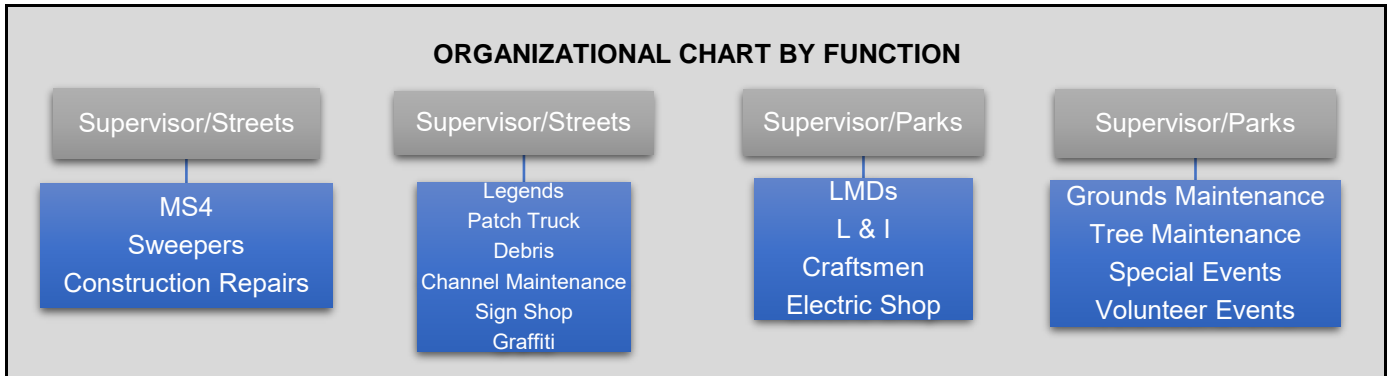 ORGANIZATIONAL CHART BY FUNCTION
Supervisor/Streets
MS4
Sweepers
Construction Repairs
Supervisor/Streets
Legends
Patch Truck
Debris
Channel Maintenance
Sign Shop
Graffiti
Supervisor/Parks
LMDs
L & I
Craftsmen
Electric Shop
Supervisor/Parks
Grounds Maintenance
Tree Maintenance
Special Events
Volunteer Events